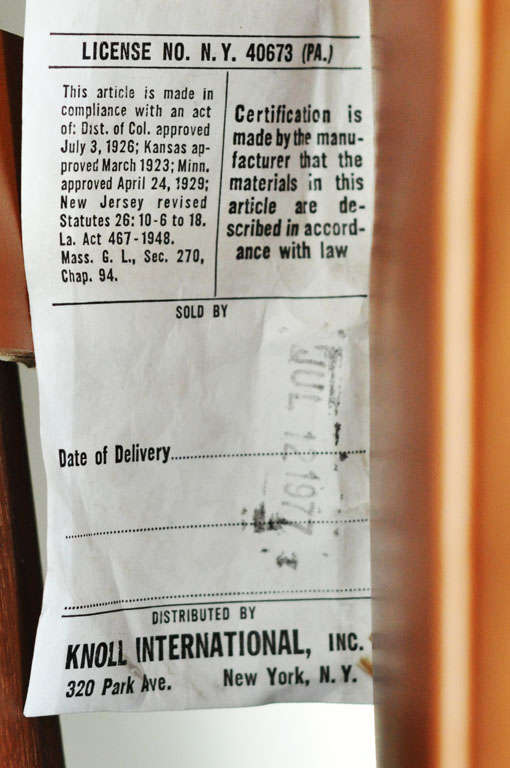 LICENSE NO. N.Y. 40673 (PA.)
This article is made in
compliance with an act
of: Dist. of Col. approved
July 3, 1926; Kansas ap-
proved March 1923; Minn.
approved April 24, 1929;
New Jersey revised
Statutes 26: 10-6 to 18.
La. Act 467-1948.
Mass. G. L., Sec. 270,
Chap. 94.
Certification is
made by the manu-
facturer that the
materials in this
article are de-
scribed in accord-
ance with law
SOLD BY
JUL 12 1977
Date of Delivery
DISTRIBUTED BY
KNOLL INTERNATIONAL, INC.
320 Park Ave. New York, N.Y.